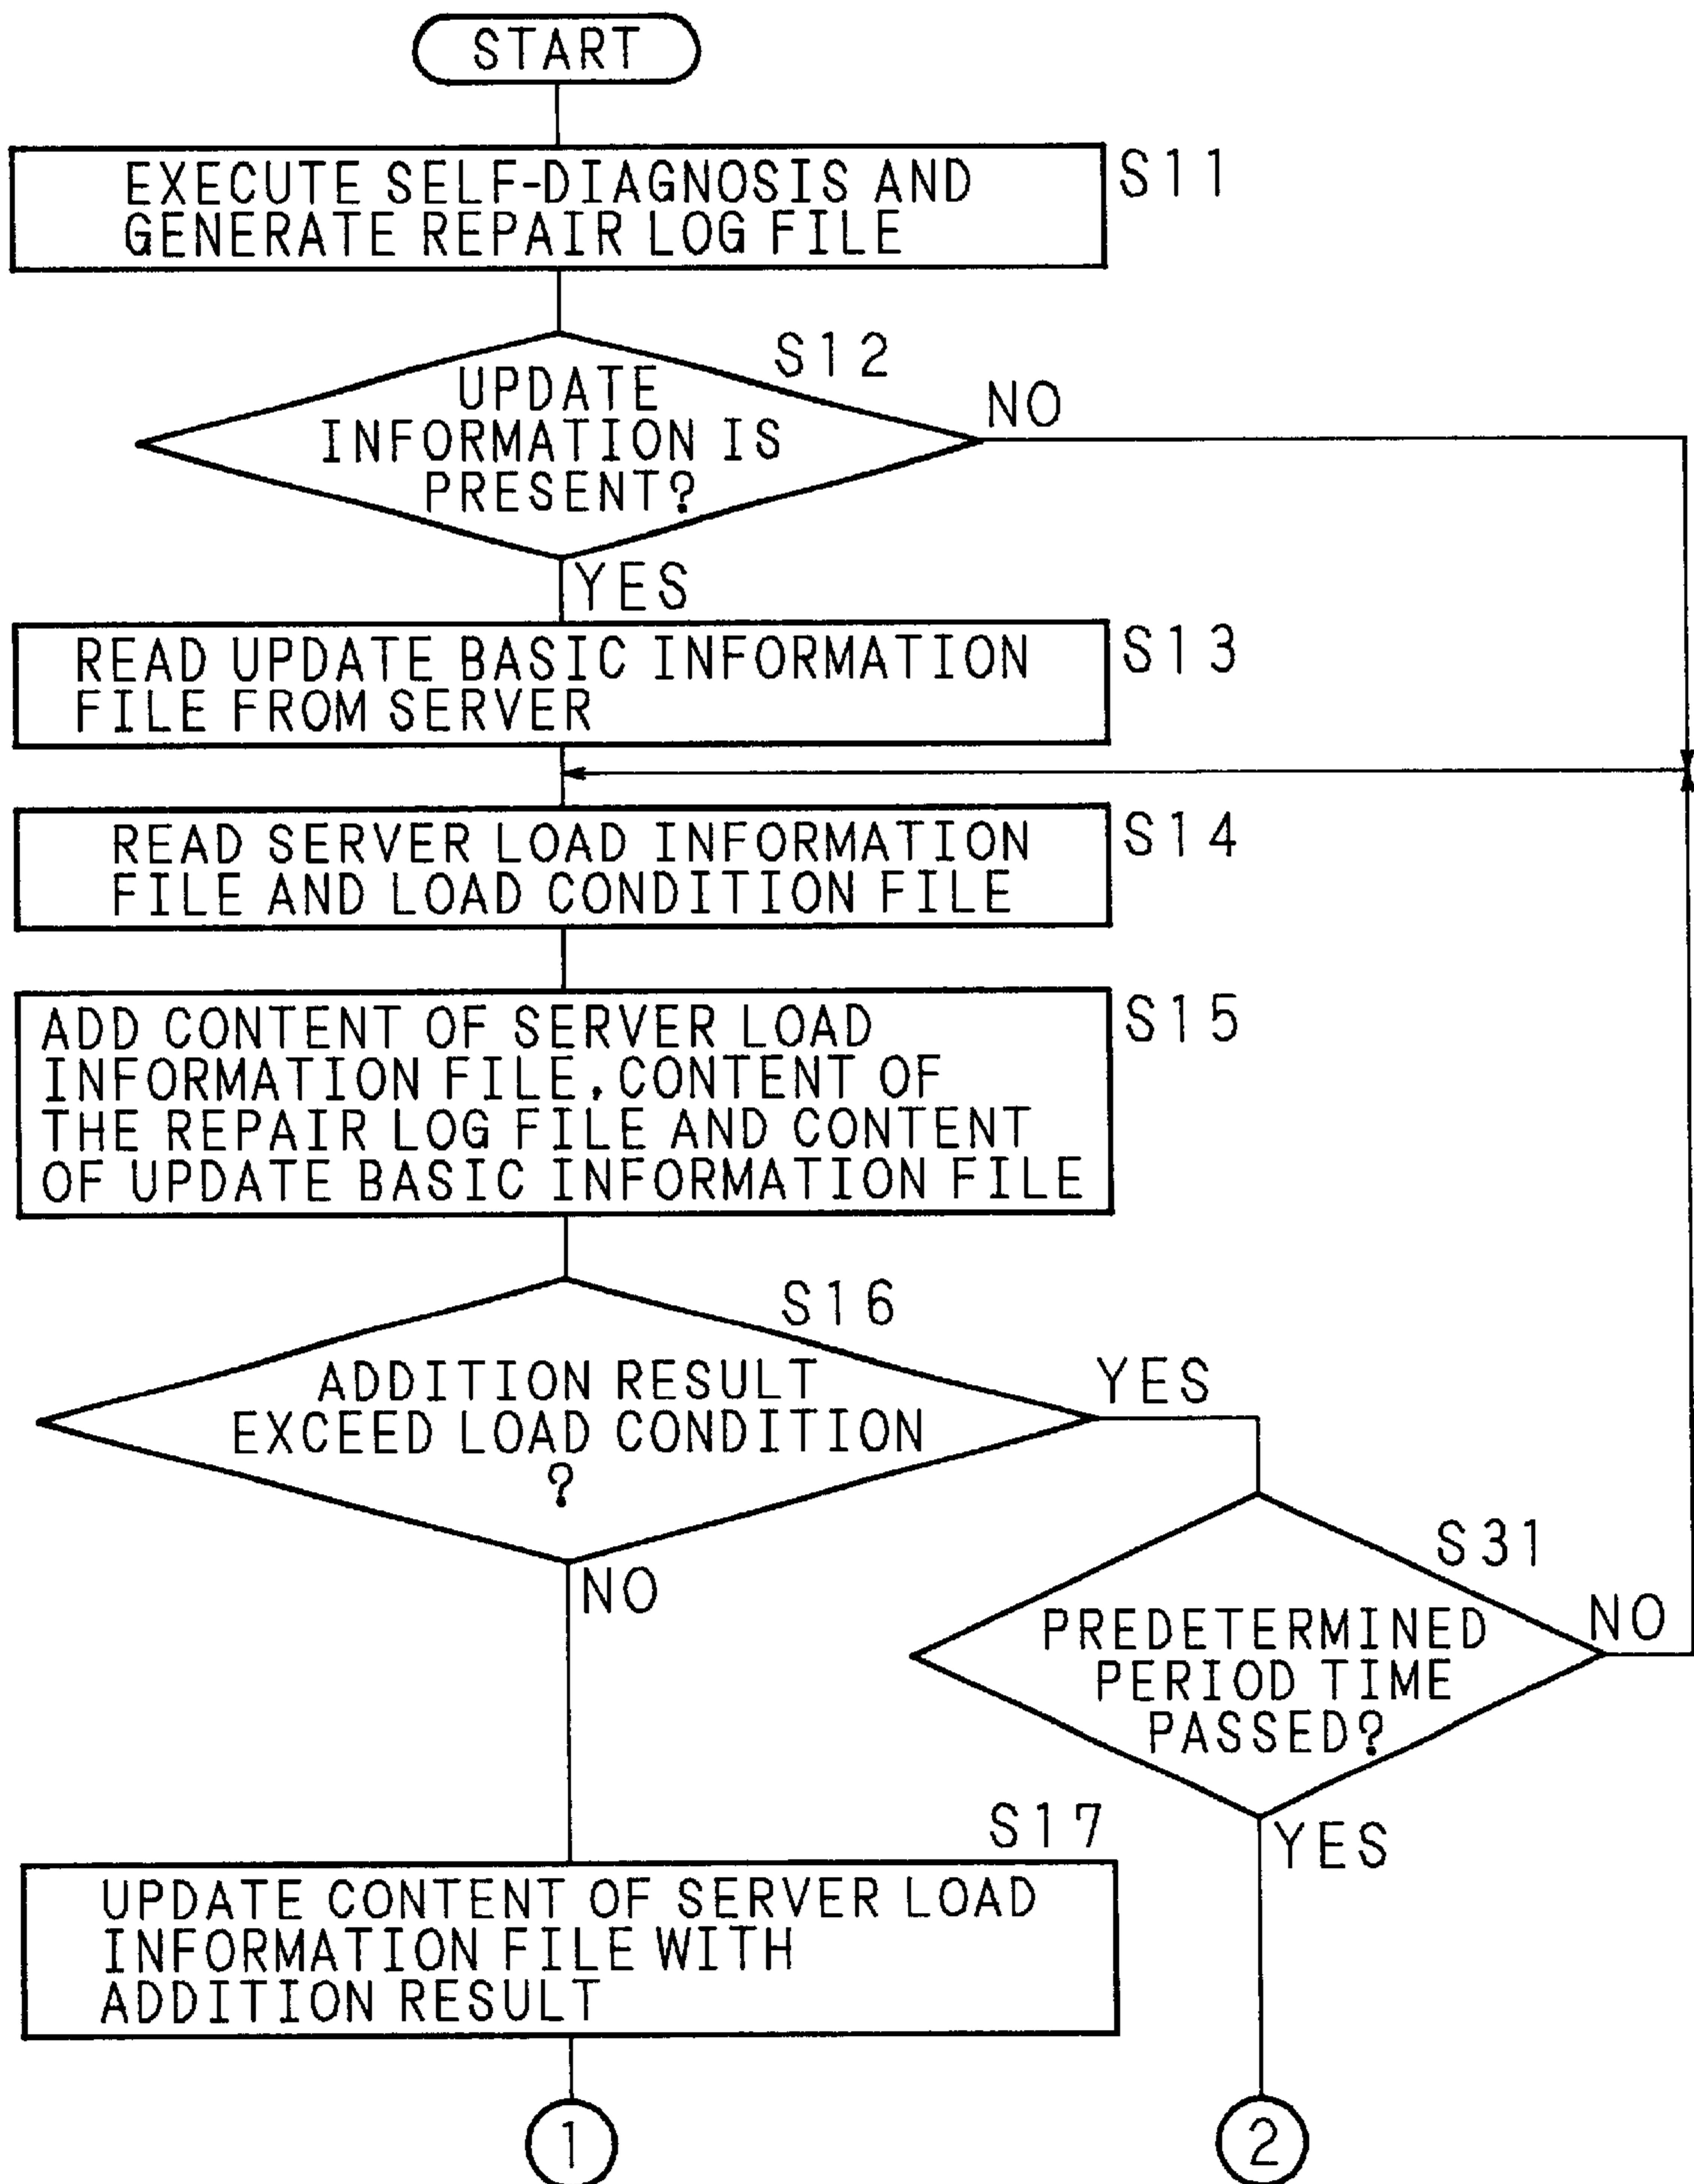 START
EXECUTE SELF-DIAGNOSIS AND
GENERATE REPAIR LOG FILE
S11
S12
UPDATE
INFORMATION IS
PRESENT?
NO
YES
READ UPDATE BASIC INFORMATION
FILE FROM SERVER
S13
READ SERVER LOAD INFORMATION
FILE AND LOAD CONDITION FILE
S14
ADD CONTENT OF SERVER LOAD
INFORMATION FILE, CONTENT OF
THE REPAIR LOG FILE AND CONTENT
OF UPDATE BASIC INFORMATION FILE
S15
S16
ADDITION RESULT
EXCEED LOAD CONDITION
?
YES
NO
S31
PREDETERMINED
PERIOD TIME
PASSED?
NO
YES
S17
UPDATE CONTENT OF SERVER LOAD
INFORMATION FILE WITH
ADDITION RESULT
1
2